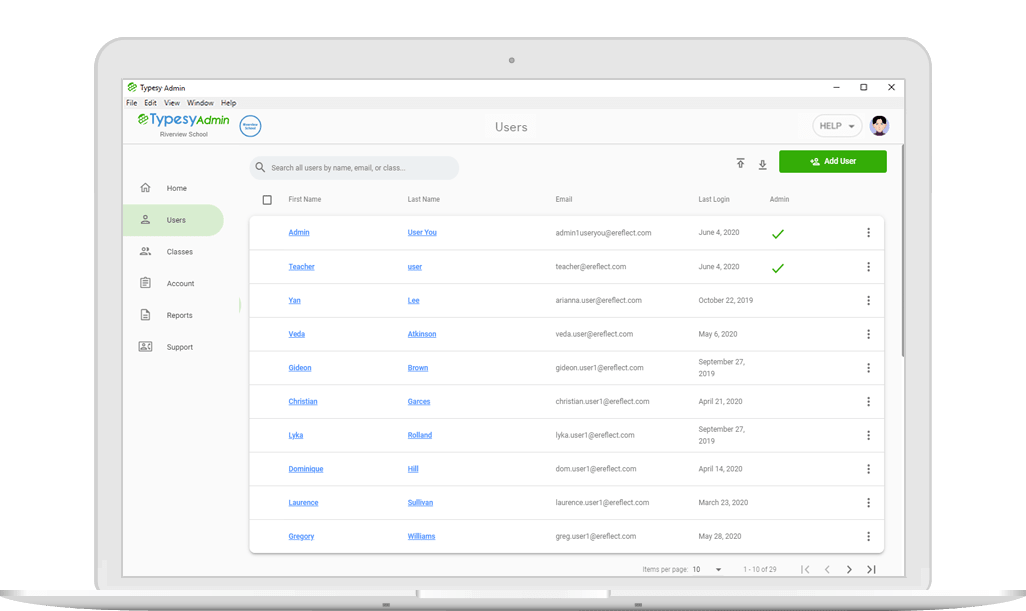 Typesy Admin
File Edit View Window Help
TypesyAdmin
Riverview School
Riverview School
Users
HELP
Search all users by name, email, or class...
Add User
Home
Users
Classes
Account
Reports
Support
First Name Last Name Email Last Login Admin
Admin User You admin1useryou@ereflect.com June 4, 2020
Teacher user teacher@ereflect.com June 4, 2020
Yan Lee arianna.user@ereflect.com October 22, 2019
Veda Atkinson veda.user@ereflect.com May 6, 2020
Gideon Brown gideon.user1@ereflect.com September 27,
2019
Christian Garces christian.user1@ereflect.com April 21, 2020
Lyka Rolland lyka.user1@ereflect.com September 27,
2019
Dominique Hill dom.user1@ereflect.com April 14, 2020
Laurence Sullivan laurence.user1@ereflect.com March 23, 2020
Gregory Williams greg.user1@ereflect.com May 28, 2020
Items per page: 10 1 - 10 of 29